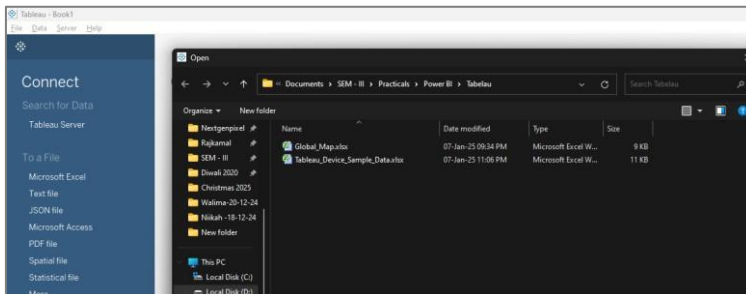 Tableau - Book1
File Data Server Help
Connect
Search for Data
Tableau Server
To a File
Microsoft Excel
Text file
JSON file
Microsoft Access
PDF file
Spatial file
Statistical file
More...
Open
« Documents › SEM - III › Practicals › Power BI › Tabelau
Search Tabelau
Organize New folder
Nextgenpixel
Rajkamal
SEM - III
Diwali 2020
Christmas 2025
Walima-20-12-24
Niikah -18-12-24
New folder
This PC
Local Disk (C:)
Local Disk (D:)
Name Date modified Type Size
Global_Map.xlsx 07-Jan-25 09:34 PM Microsoft Excel W... 9 KB
Tableau_Device_Sample_Data.xlsx 07-Jan-25 11:06 PM Microsoft Excel W... 11 KB